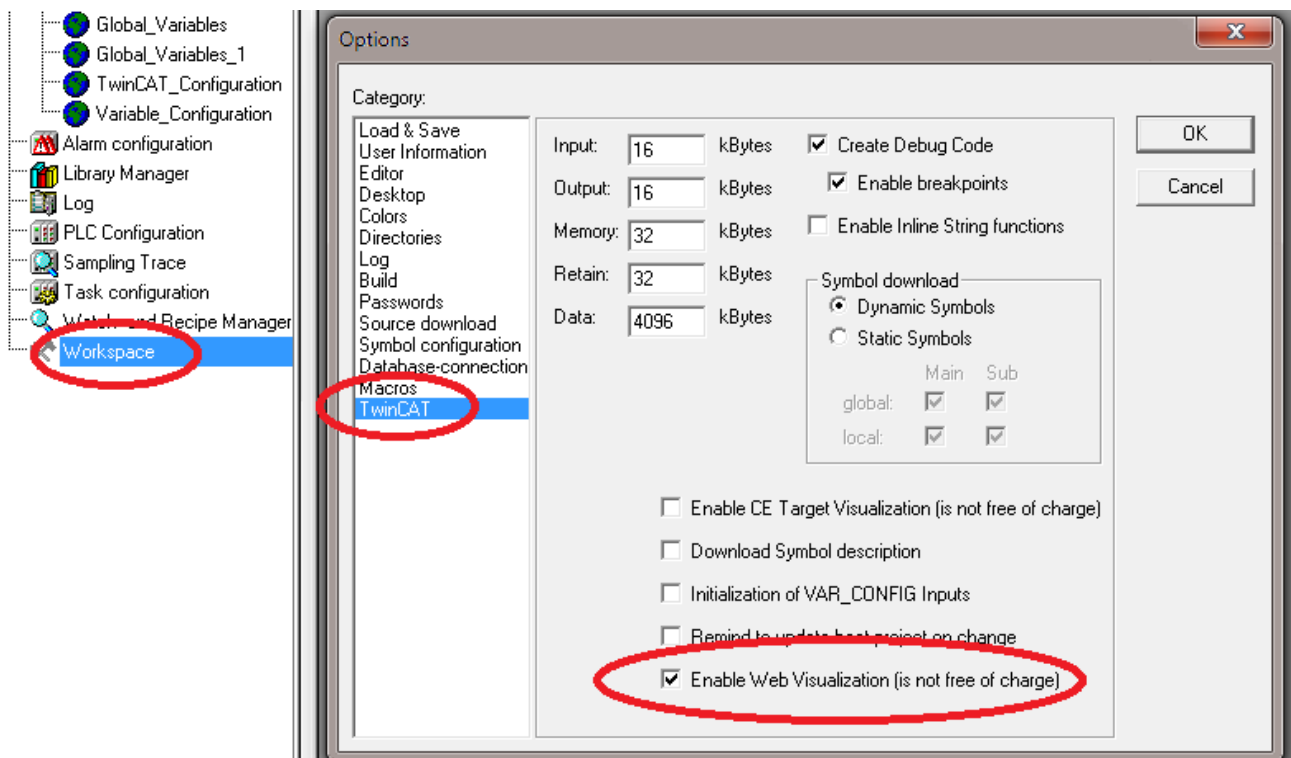 Global_Variables
Global_Variables_1
TwinCAT_Configuration
Variable_Configuration
Alarm configuration
Library Manager
Log
PLC Configuration
Sampling Trace
Task configuration
Watch- and Recipe Manager
Workspace
Options
Category:
Load & Save
User Information
Editor
Desktop
Colors
Directories
Log
Build
Passwords
Source download
Symbol configuration
Database-connection
Macros
TwinCAT
Input: 16 kBytes
Output: 16 kBytes
Memory: 32 kBytes
Retain: 32 kBytes
Data: 4096 kBytes
Create Debug Code
Enable breakpoints
Enable Inline String functions
Symbol download
Dynamic Symbols
Static Symbols
Main Sub
global:
local:
Enable CE Target Visualization (is not free of charge)
Download Symbol description
Initialization of VAR_CONFIG Inputs
Remind to update boot project on change
Enable Web Visualization (is not free of charge)
OK
Cancel